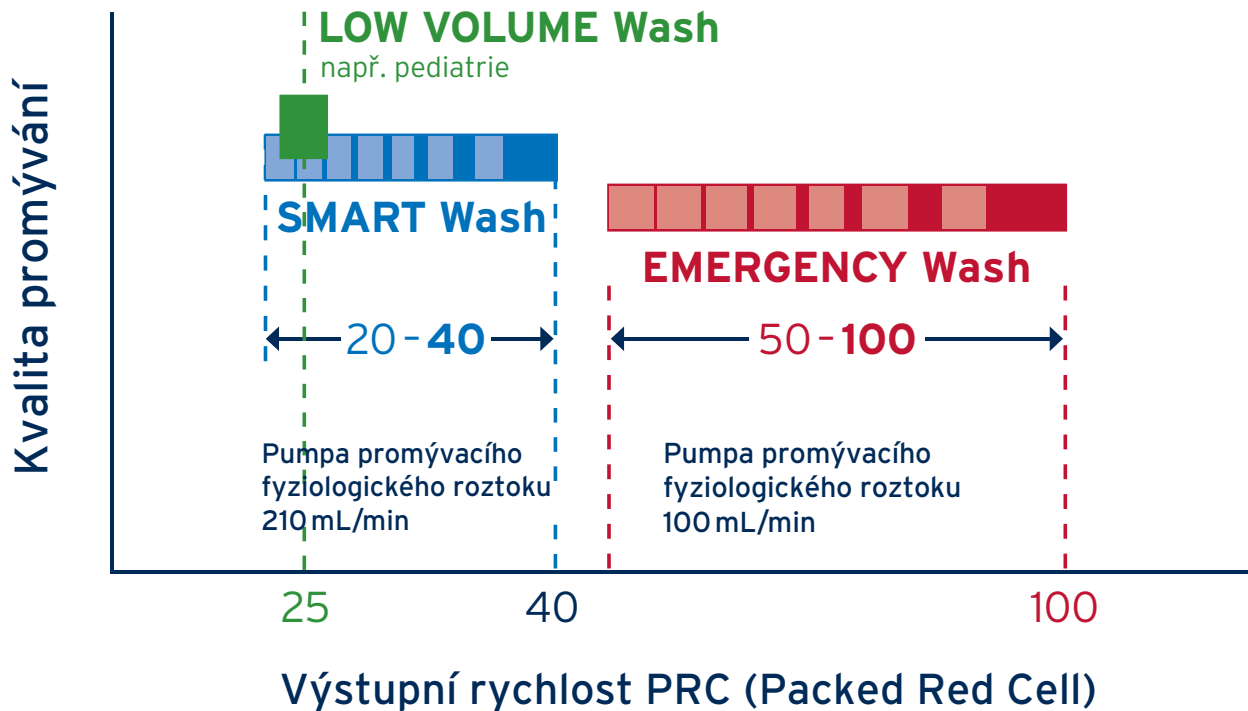 Kvalita promývání
LOW VOLUME Wash
např. pediatrie
SMART Wash
EMERGENCY Wash
20 – 40
50 – 100
Pumpa promývacího
fyziologického roztoku
210 mL/min
Pumpa promývacího
fyziologického roztoku
100 mL/min
25
40
100
Výstupní rychlost PRC (Packed Red Cell)